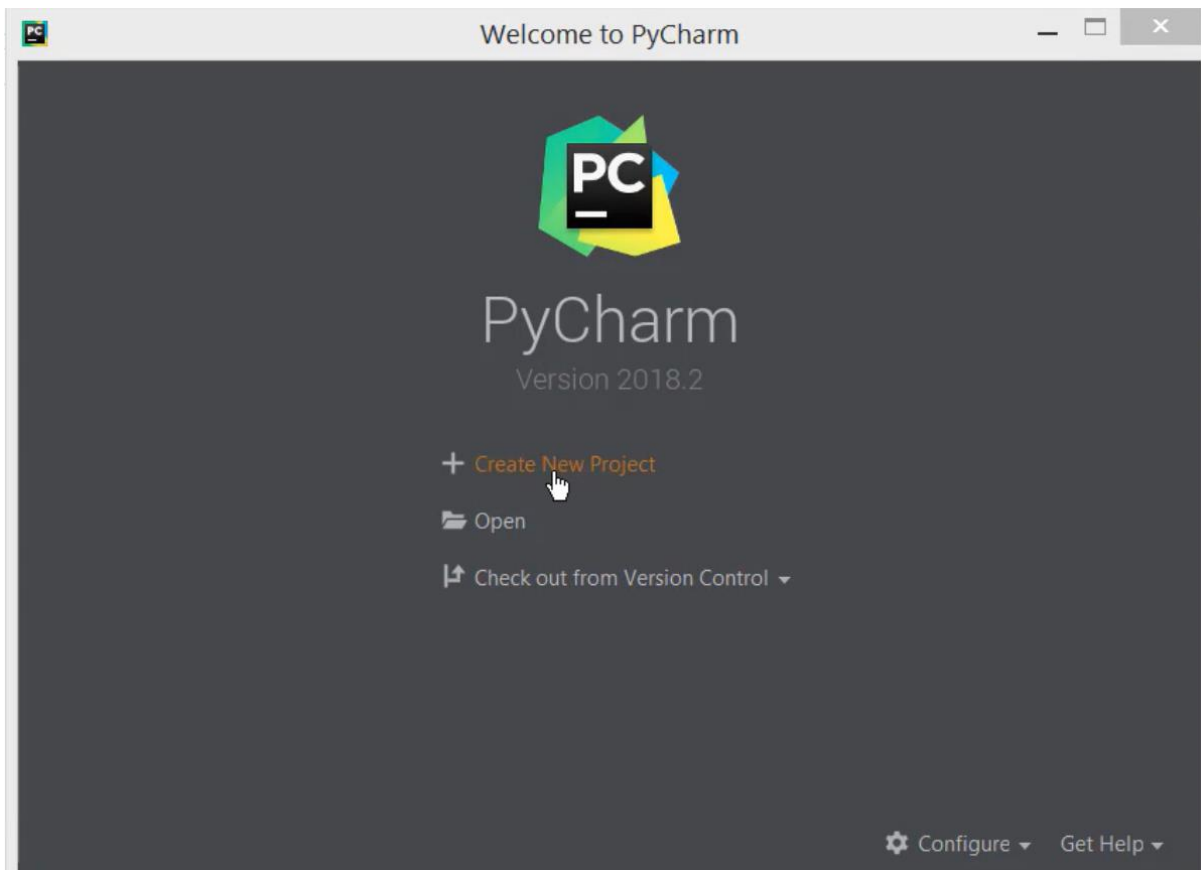 PC
Welcome to PyCharm
PC
PyCharm
Version 2018.2
Create New Project
Open
Check out from Version Control
Configure
Get Help